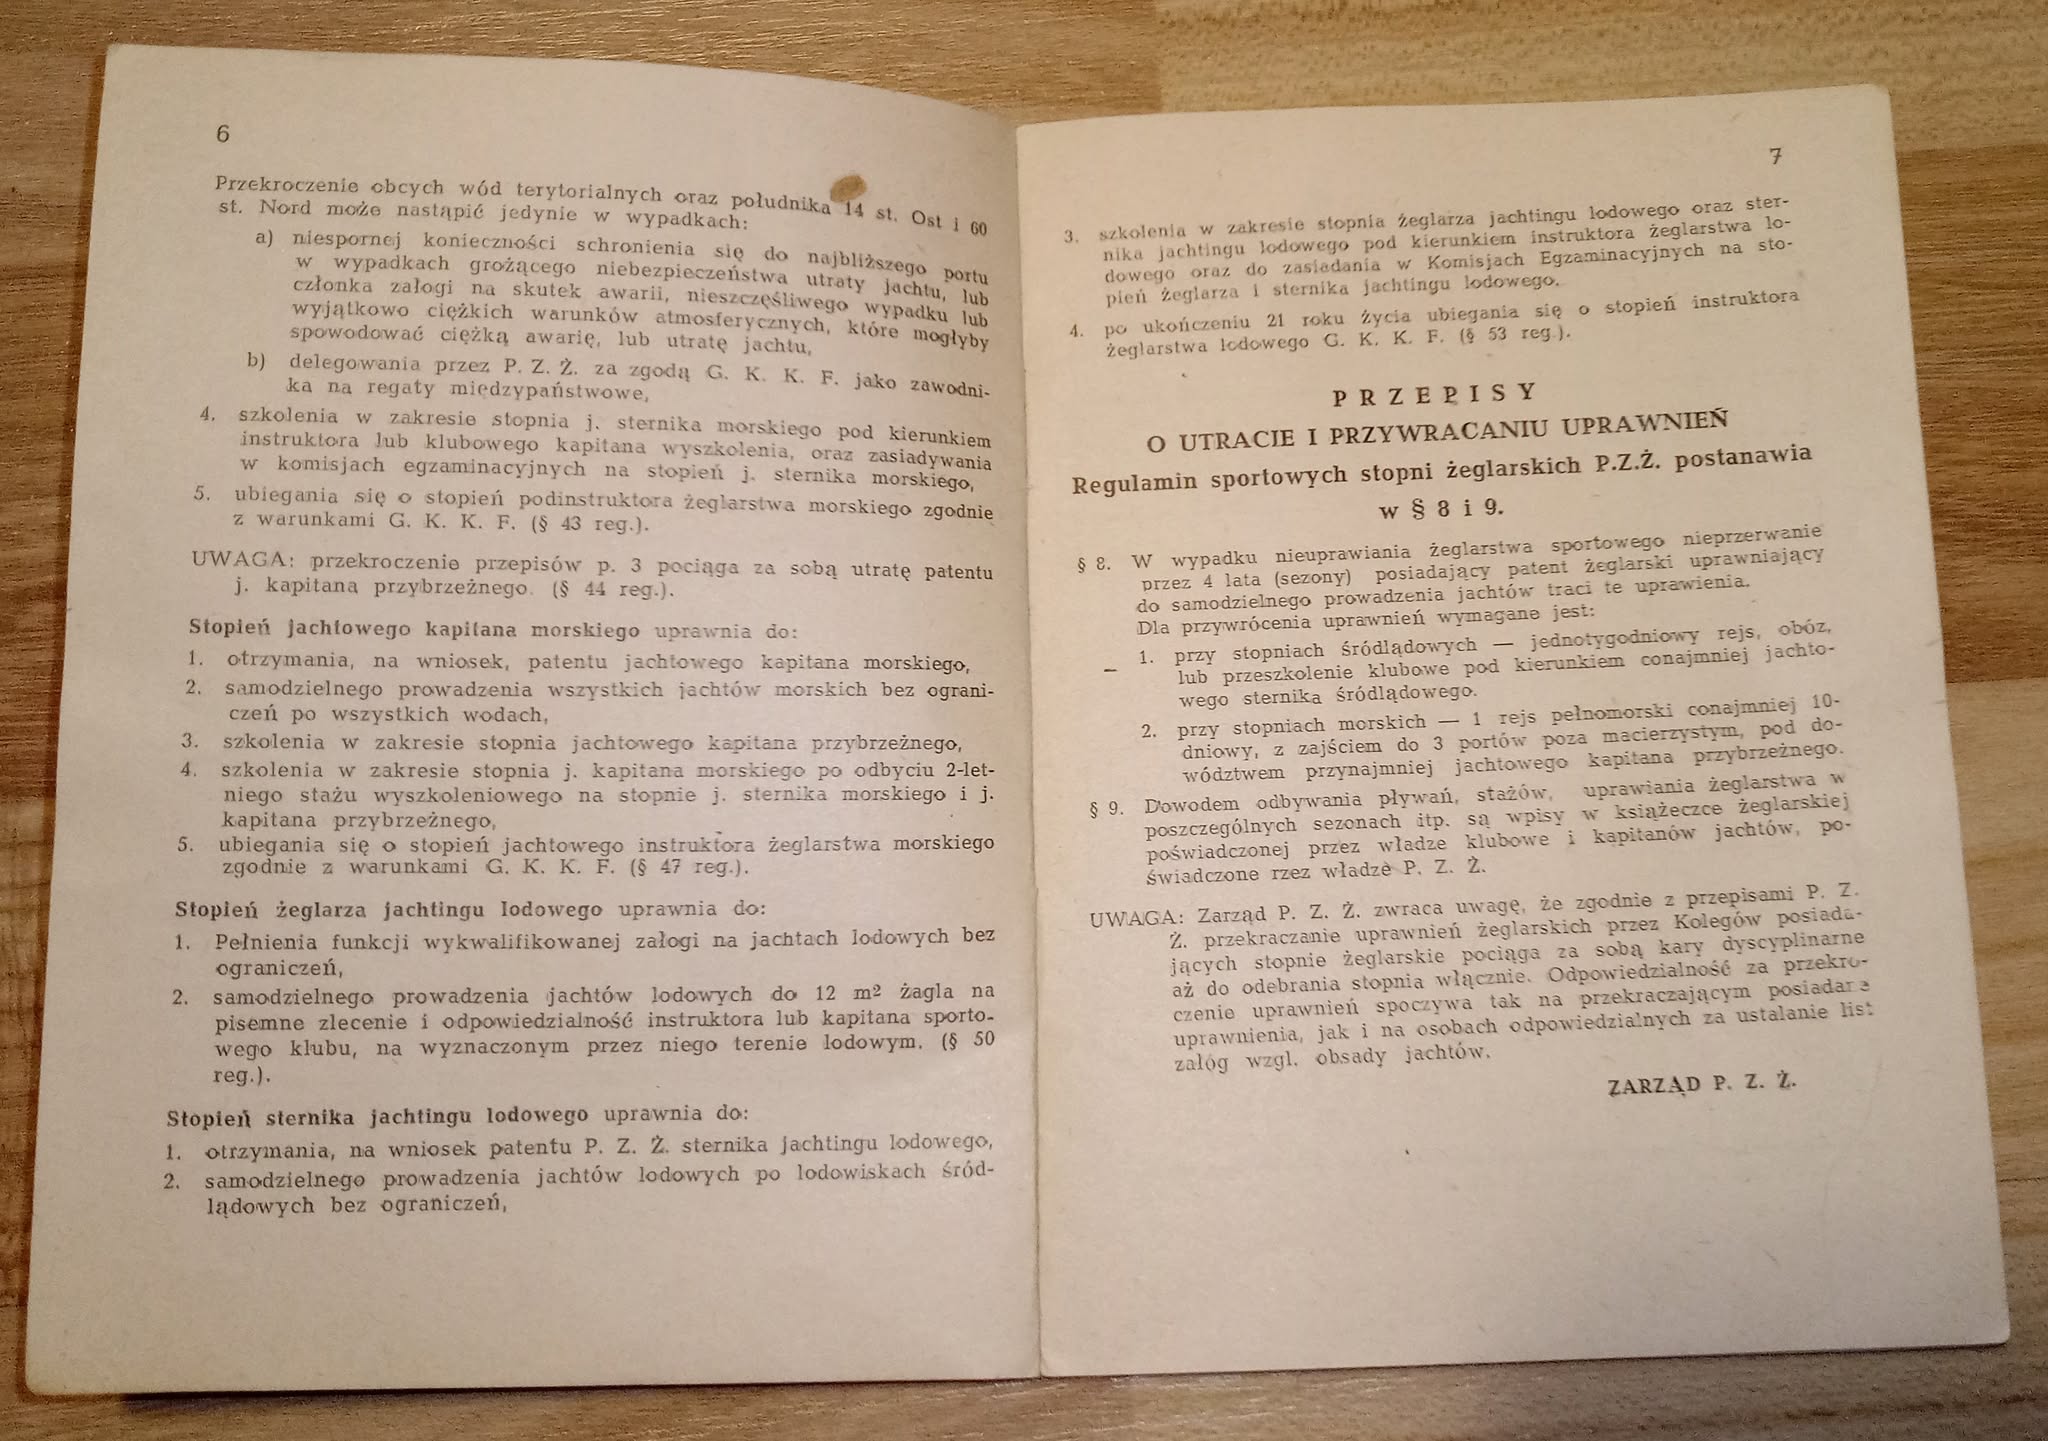 6
Przekroczenie obcych wód terytorialnych oraz południka 14 st. Ost i 60
st. Nord może nastąpić jedynie w wypadkach:
a) niespornej konieczności schronienia się do najbliższego portu
w wypadkach grożącego niebezpieczeństwa utraty jachtu, lub
członka załogi na skutek awarii, nieszczęśliwego wypadku lub
wyjątkowo ciężkich warunków atmosferycznych, które mogłyby
spowodować ciężką awarię, lub utratę jachtu,
b) delegowania przez P. Z. Ż. za zgodą G. K. K. F. jako zawodni-
ka na regaty międzypaństwowe,
4. szkolenia w zakresie stopnia j. sternika morskiego pod kierunkiem
instruktora lub klubowego kapitana wyszkolenia, oraz zasiadywania
w komisjach egzaminacyjnych na stopień j. sternika morskiego,
5. ubiegania się o stopień podinstruktora żeglarstwa morskiego zgodnie
z warunkami G. K. K. F. (§ 43 reg.).
UWAGA: przekroczenie przepisów p. 3 pociąga za sobą utratę patentu
j. kapitana przybrzeżnego. (§ 44 reg.).
Stopień jachtowego kapitana morskiego uprawnia do:
1. otrzymania, na wniosek, patentu jachtowego kapitana morskiego,
2. samodzielnego prowadzenia wszystkich jachtów morskich bez ograni-
czeń po wszystkich wodach,
3. szkolenia w zakresie stopnia jachtowego kapitana przybrzeżnego,
4. szkolenia w zakresie stopnia j. kapitana morskiego po odbyciu 2-let-
niego stażu wyszkoleniowego na stopnie j. sternika morskiego i j.
kapitana przybrzeżnego,
5. ubiegania się o stopień jachtowego instruktora żeglarstwa morskiego
zgodnie z warunkami G. K. K. F. (§ 47 reg.).
Stopień żeglarza jachtingu lodowego uprawnia do:
1. Pełnienia funkcji wykwalifikowanej załogi na jachtach lodowych bez
ograniczeń,
2. samodzielnego prowadzenia jachtów lodowych do 12 m² żagla na
pisemne zlecenie i odpowiedzialność instruktora lub kapitana sporto-
wego klubu, na wyznaczonym przez niego terenie lodowym. (§ 50
reg.).
Stopień sternika jachtingu lodowego uprawnia do:
1. otrzymania, na wniosek patentu P. Z. Ż. sternika jachtingu lodowego,
2. samodzielnego prowadzenia jachtów lodowych po lodowiskach śród-
lądowych bez ograniczeń,
7
3. szkolenia w zakresie stopnia żeglarza jachtingu lodowego oraz ster-
nika jachtingu lodowego pod kierunkiem instruktora żeglarstwa lo-
dowego oraz do zasiadania w Komisjach Egzaminacyjnych na sto-
pień żeglarza i sternika jachtingu lodowego.
4. po ukończeniu 21 roku życia ubiegania się o stopień instruktora
żeglarstwa lodowego G. K. K. F. (§ 53 reg.).
PRZEPISY
O UTRACIE I PRZYWRACANIU UPRAWNIEŃ
Regulamin sportowych stopni żeglarskich P.Z.Ż. postanawia
w § 8 i 9.
§ 8. W wypadku nieuprawiania żeglarstwa sportowego nieprzerwanie
przez 4 lata (sezony) posiadający patent żeglarski uprawniający
do samodzielnego prowadzenia jachtów traci te uprawienia.
Dla przywrócenia uprawnień wymagane jest:
1. przy stopniach śródlądowych — jednotygodniowy rejs, obóz,
lub przeszkolenie klubowe pod kierunkiem conajmniej jachto-
wego sternika śródlądowego.
2. przy stopniach morskich — 1 rejs pełnomorski conajmniej 10-
dniowy, z zajściem do 3 portów poza macierzystym, pod do-
wództwem przynajmniej jachtowego kapitana przybrzeżnego.
§ 9. Dowodem odbywania pływań, stażów, uprawiania żeglarstwa w
poszczególnych sezonach itp. są wpisy w książeczce żeglarskiej
poświadczonej przez władze klubowe i kapitanów jachtów, po-
świadczone rzez władze P. Z. Ż.
UWAGA: Zarząd P. Z. Ż. zwraca uwagę, że zgodnie z przepisami P. Z.
Ż. przekraczanie uprawnień żeglarskich przez Kolegów posiada-
jących stopnie żeglarskie pociąga za sobą kary dyscyplinarne
aż do odebrania stopnia włącznie. Odpowiedzialność za przekro-
czenie uprawnień spoczywa tak na przekraczającym posiadane
uprawnienia, jak i na osobach odpowiedzialnych za ustalanie list
załóg wzgl. obsady jachtów.
ZARZĄD P. Z. Ż.